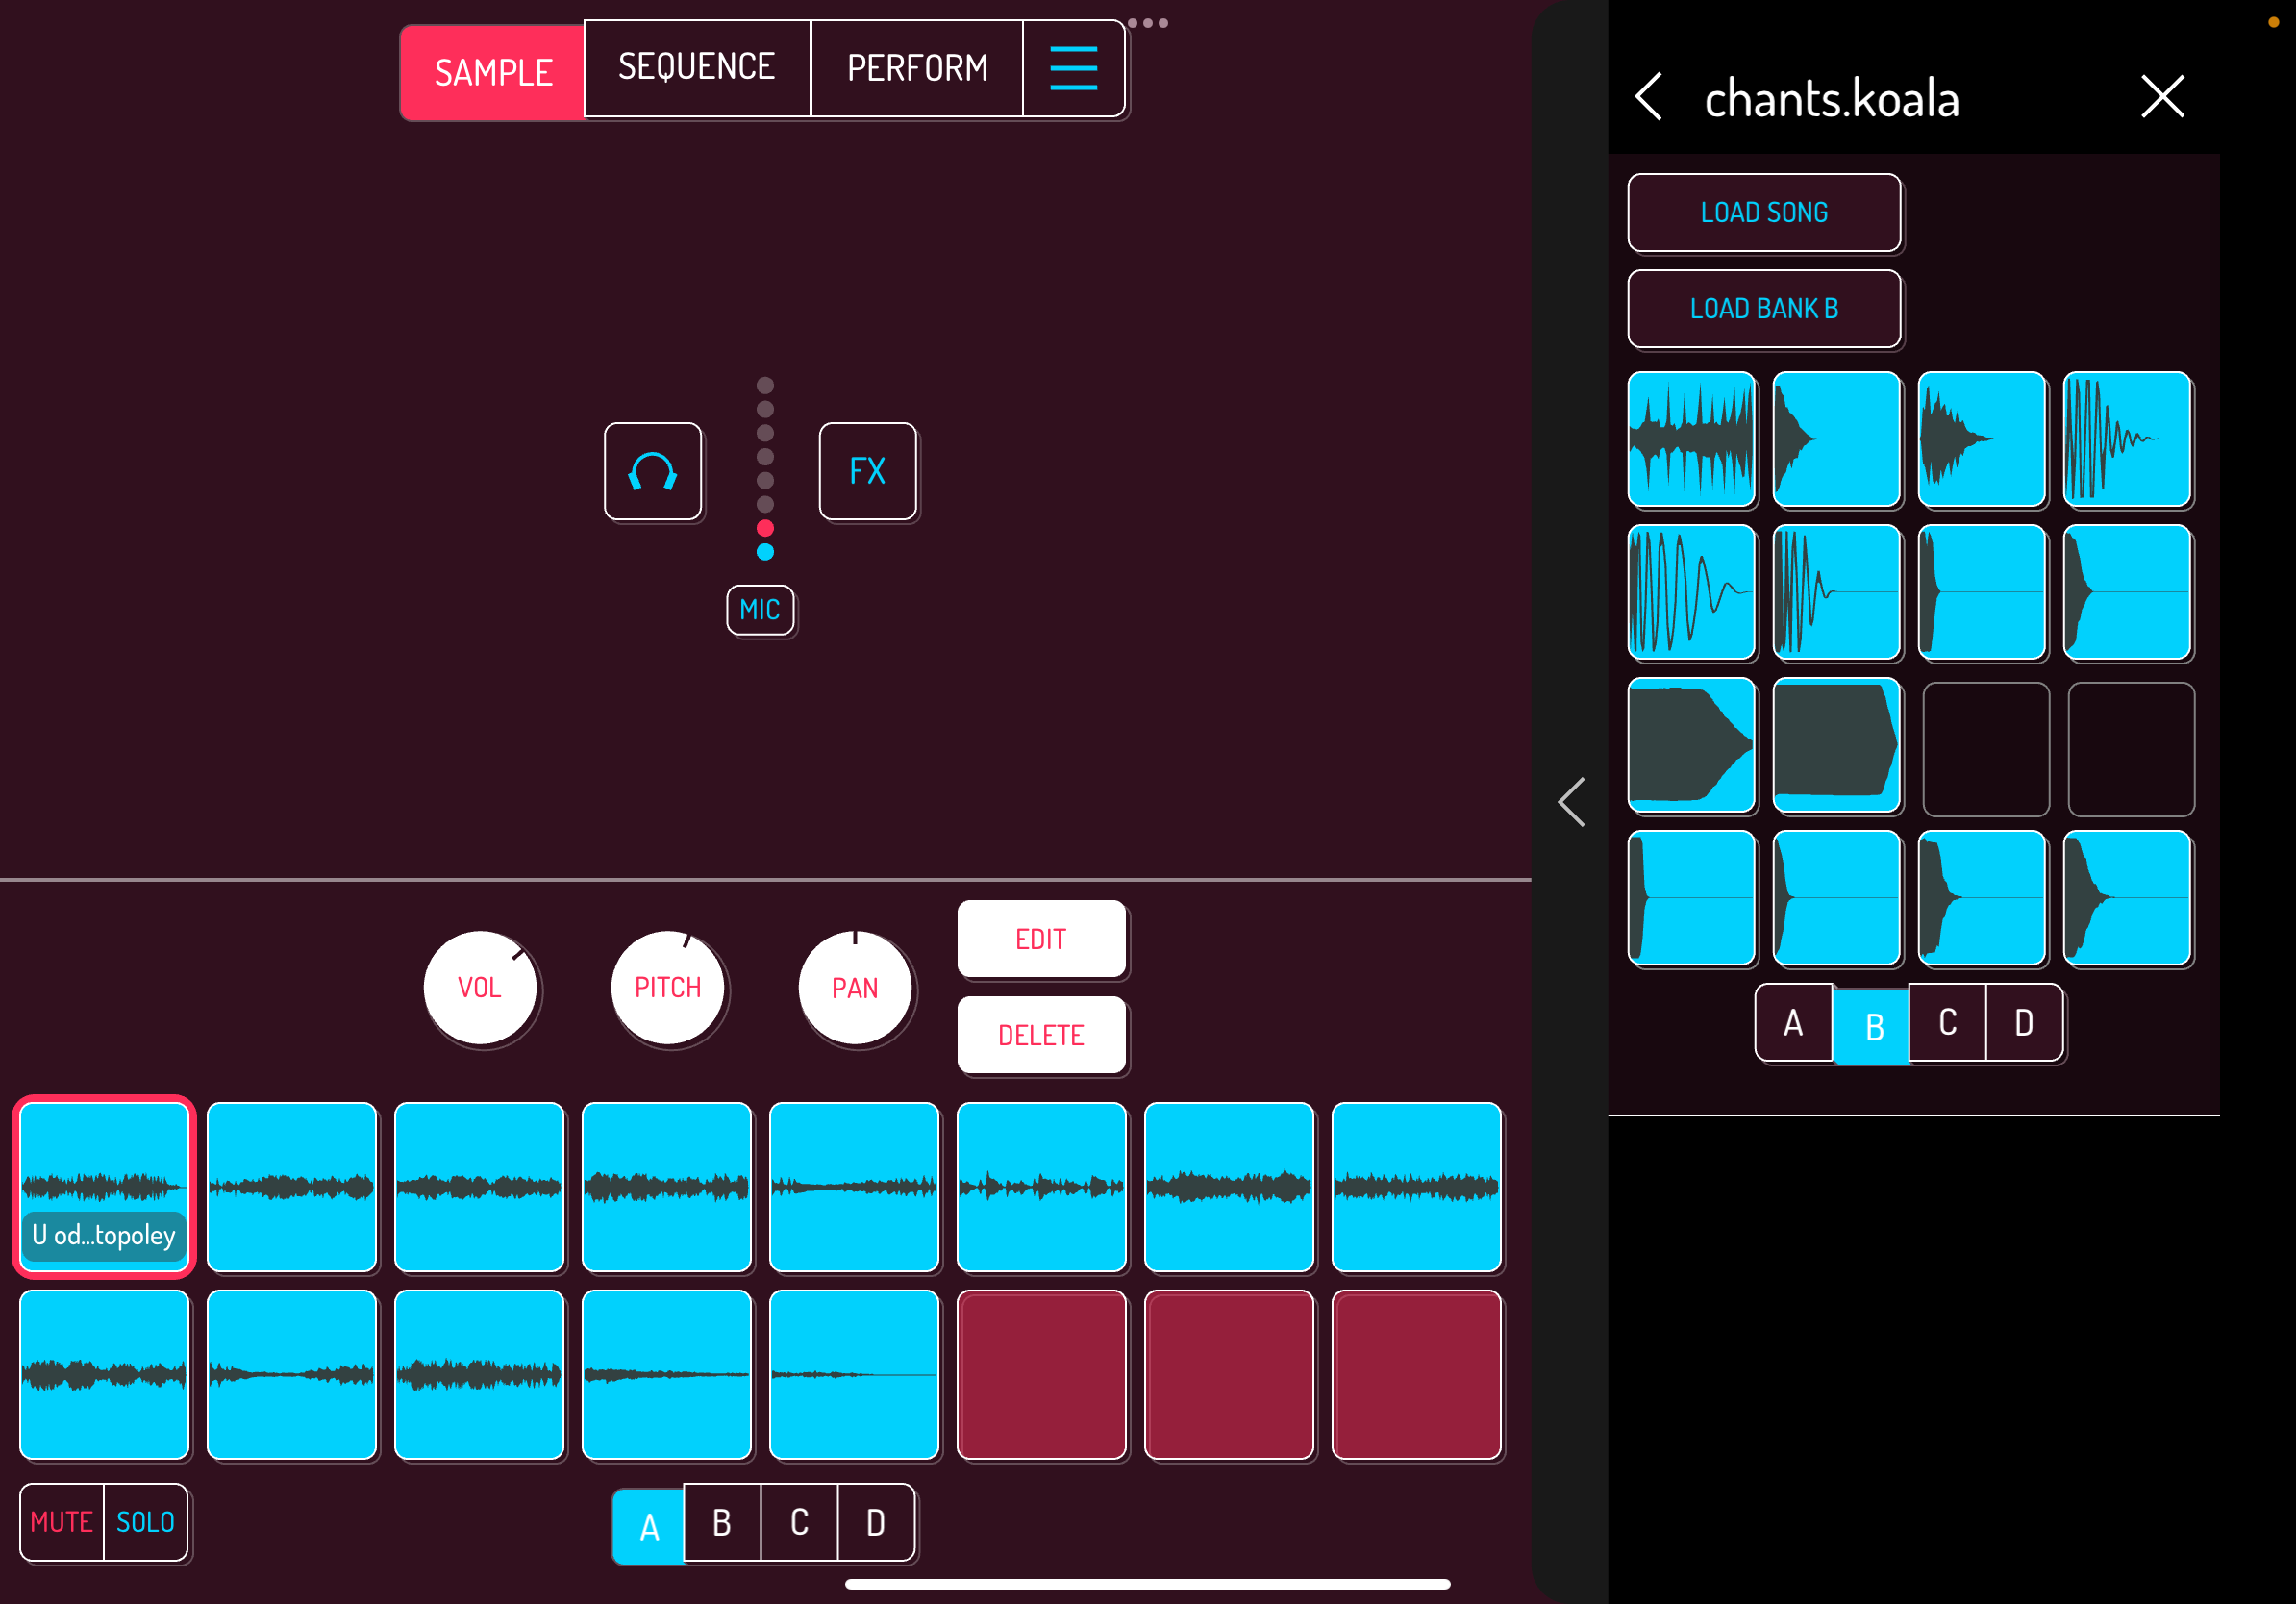 SAMPLE
SEQUENCE
PERFORM
FX
MIC
VOL
PITCH
PAN
EDIT
DELETE
U od...topoley
MUTE
SOLO
A
B
C
D
chants.koala
LOAD SONG
LOAD BANK B
A
B
C
D